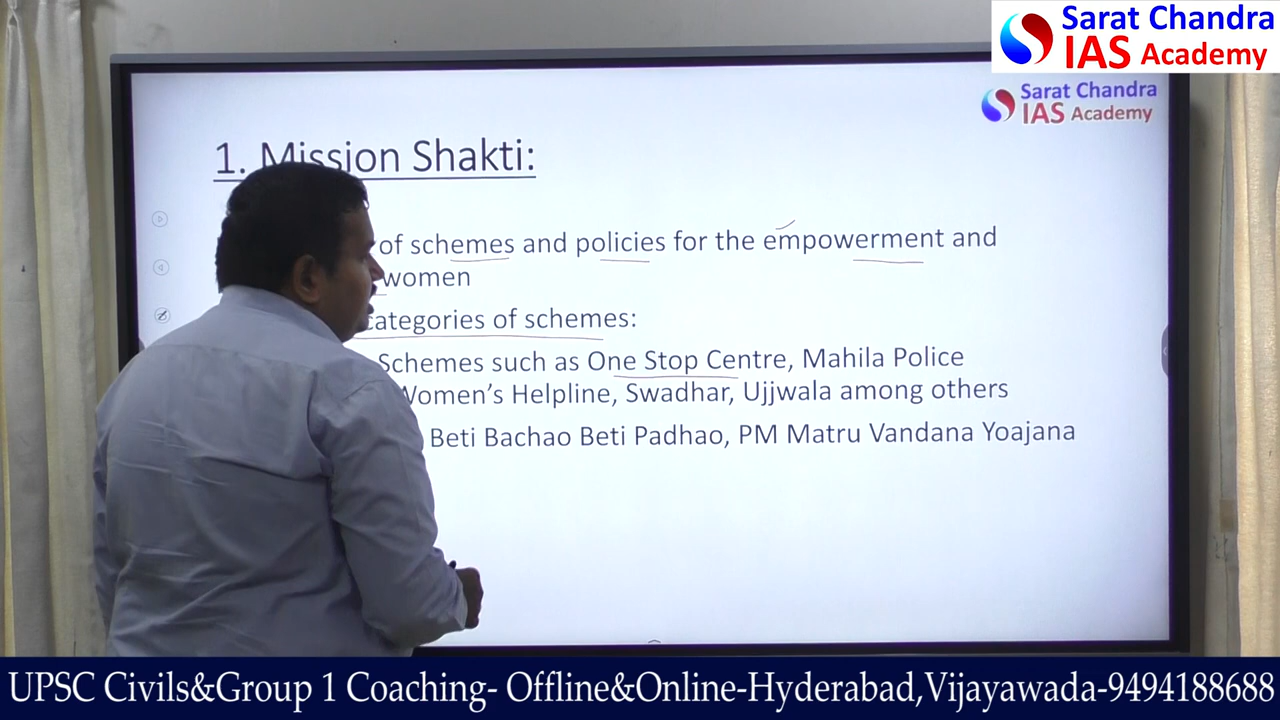 Sarat Chandra
IAS Academy
Sarat Chandra
IAS Academy
1. Mission Shakti:
of schemes and policies for the empowerment and
women
categories of schemes:
Schemes such as One Stop Centre, Mahila Police
Women's Helpline, Swadhar, Ujjwala among others
Beti Bachao Beti Padhao, PM Matru Vandana Yoajana
UPSC Civils&Group 1 Coaching- Offline&Online-Hyderabad,Vijayawada-9494188688